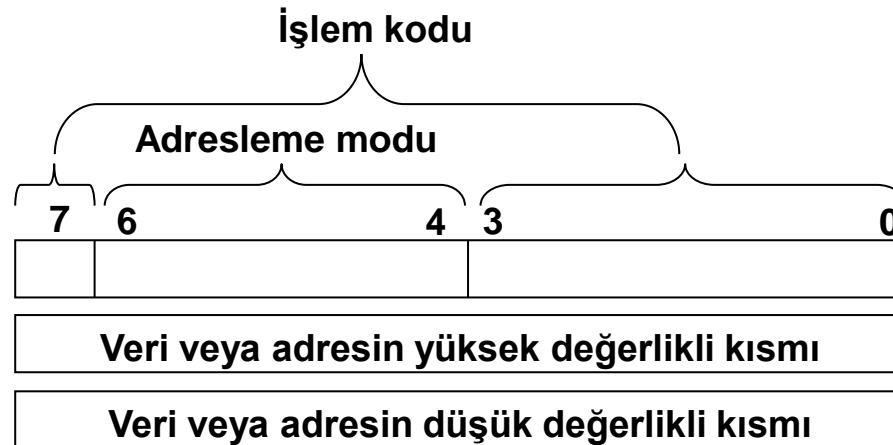 İşlem kodu
Adresleme modu
7 6 4 3 0
Veri veya adresin yüksek değerlikli kısmı
Veri veya adresin düşük değerlikli kısmı